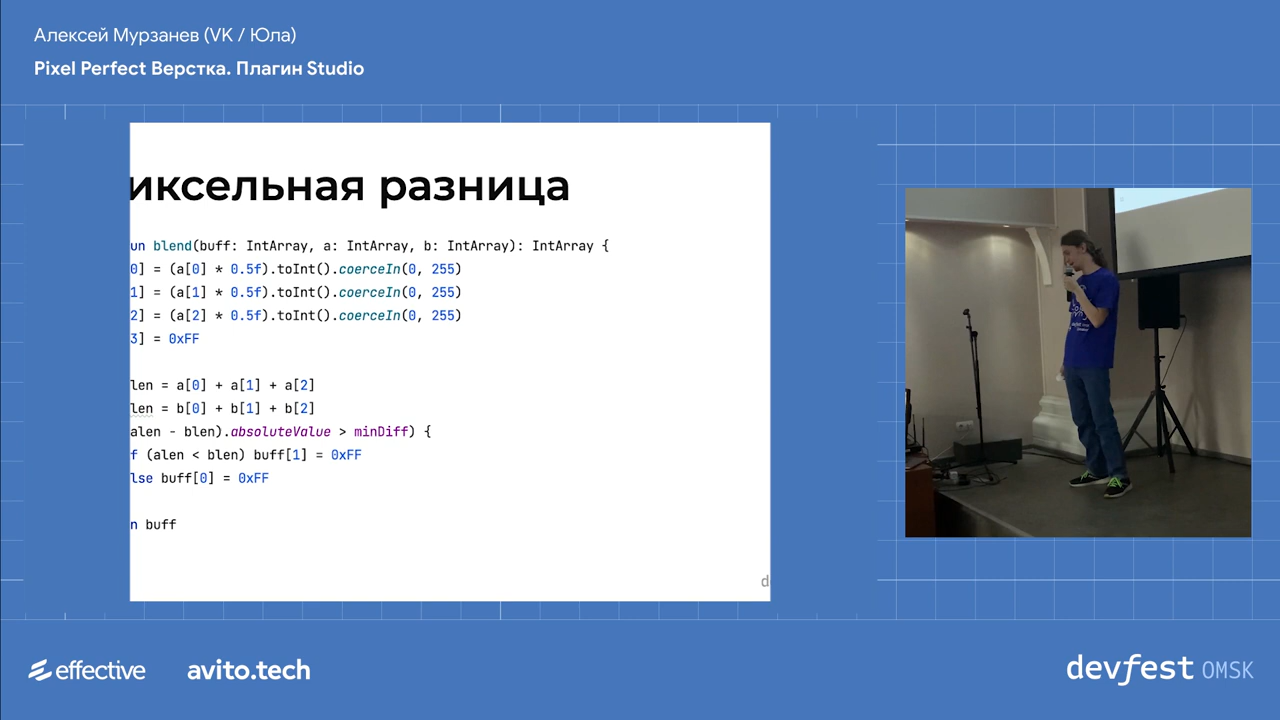 Алексей Мурзанев (VK / Юла)
Pixel Perfect Верстка. Плагин Studio
иксельная разница
un blend(buff: IntArray, a: IntArray, b: IntArray): IntArray {
0] = (a[0] * 0.5f).toInt().coerceIn(0, 255)
1] = (a[1] * 0.5f).toInt().coerceIn(0, 255)
2] = (a[2] * 0.5f).toInt().coerceIn(0, 255)
3] = 0xFF
len = a[0] + a[1] + a[2]
len = b[0] + b[1] + b[2]
alen - blen).absoluteValue > minDiff) {
f (alen < blen) buff[1] = 0xFF
lse buff[0] = 0xFF
n buff
d
effective
avito.tech
devfest OMSK